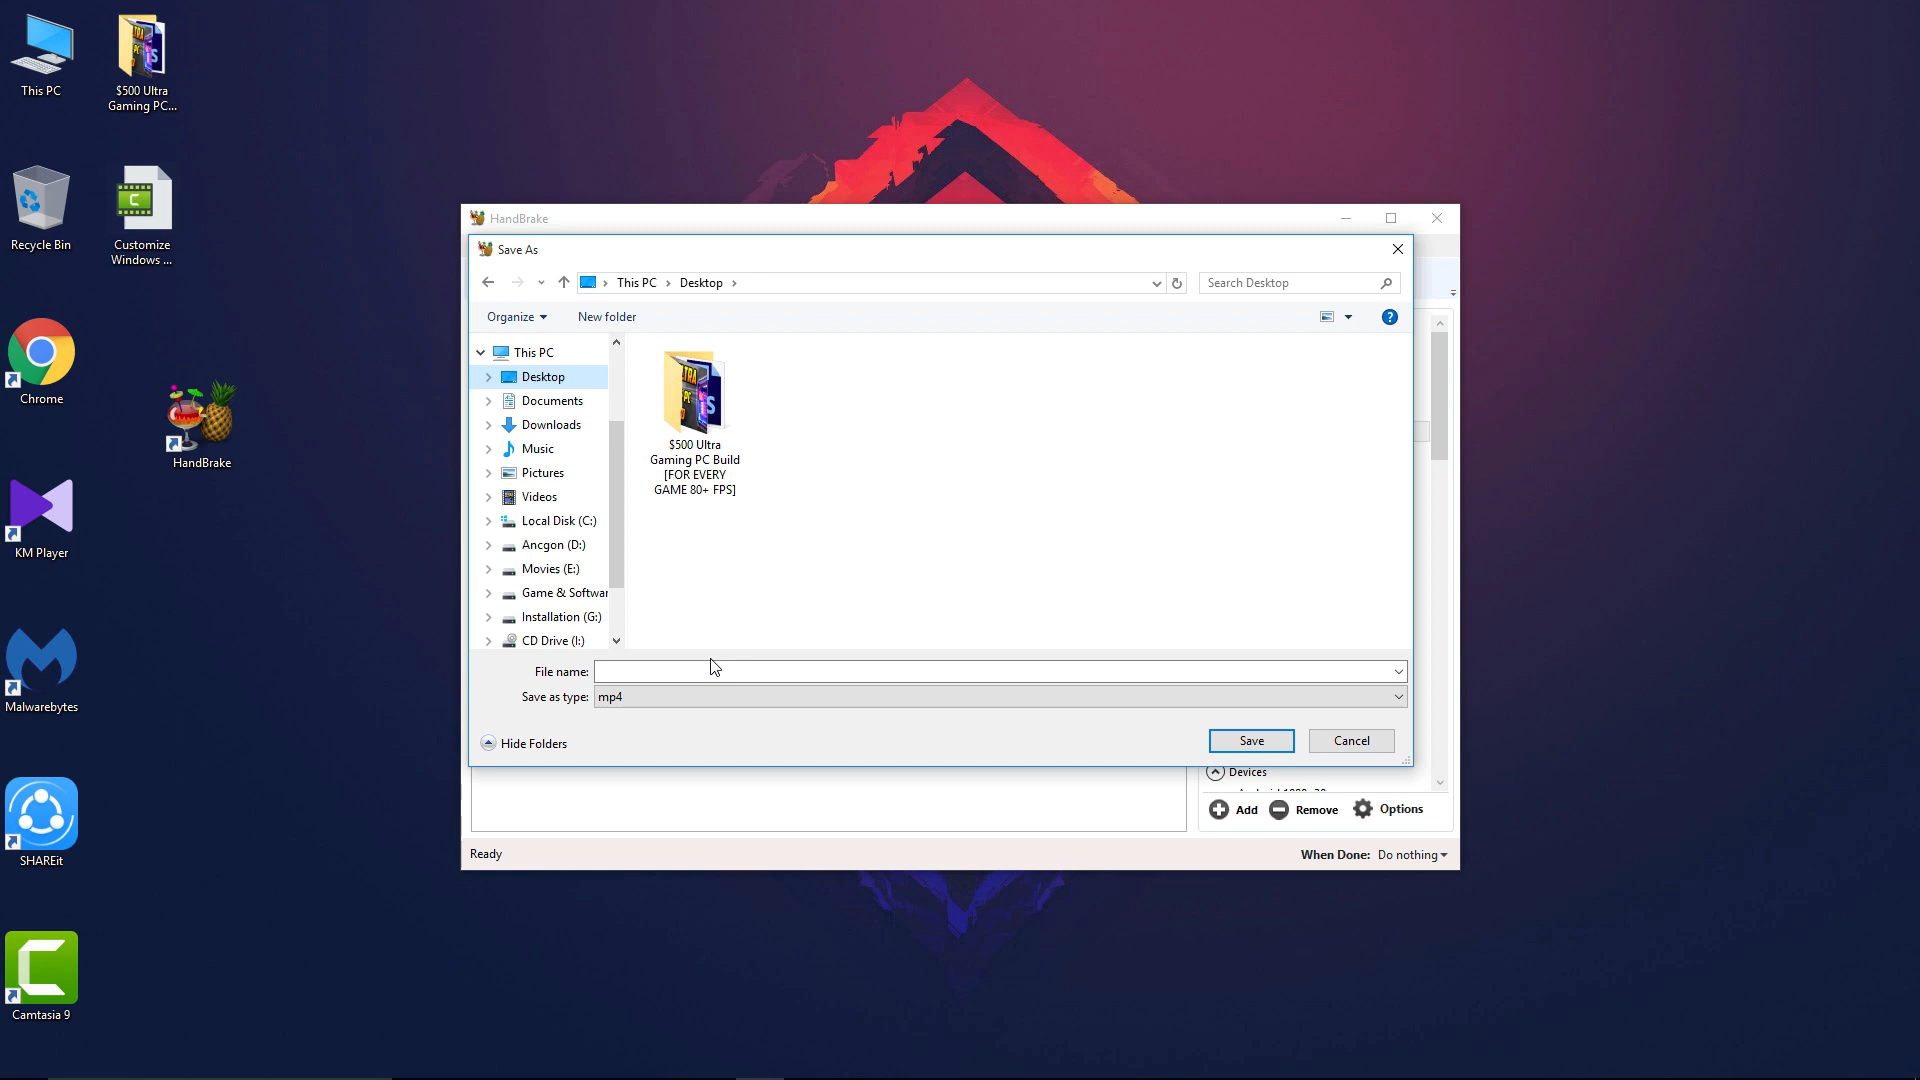 This PC
$500 Ultra
Gaming PC...
Recycle Bin
Customize
Windows ...
Chrome
HandBrake
KM Player
Malwarebytes
SHAREit
Camtasia 9
HandBrake
Save As
This PC
Desktop
Search Desktop
Organize
New folder
This PC
Desktop
Documents
Downloads
Music
Pictures
Videos
Local Disk (C:)
Ancgon (D:)
Movies (E:)
Game & Softwar
Installation (G:)
CD Drive (I:)
$500 Ultra
Gaming PC Build
[FOR EVERY
GAME 80+ FPS]
File name:
Save as type: mp4
Hide Folders
Save
Cancel
Devices
Add
Remove
Options
Ready
When Done: Do nothing